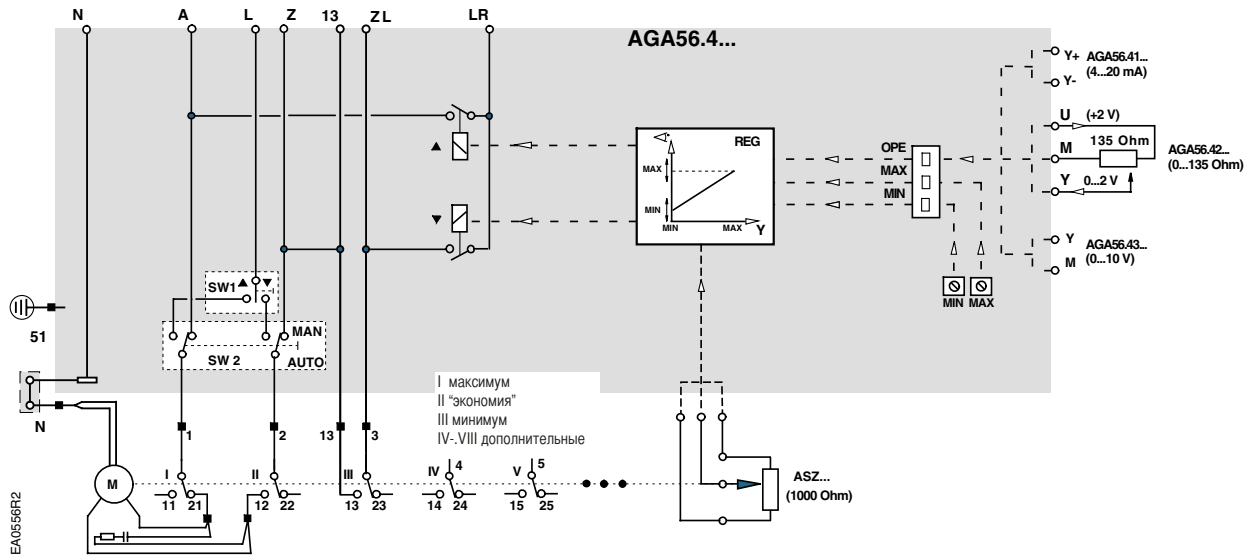 N A L Z 13 ZL LR
AGA56.4...
Y+ AGA56.41...
Y- (4...20 mA)
U (+2 V)
M 135 Ohm AGA56.42...
(0...135 Ohm)
Y 0...2 V
Y AGA56.43...
M (0...10 V)
OPE
MAX
MIN
REG
MAX
MIN
MIN MAX Y
MIN MAX
SW1
MAN
SW 2 AUTO
51
N
I максимум
II "экономия"
III минимум
IV-.VIII дополнительные
1 2 13 3
I II III IV 4 V 5
M
11 21 12 22 13 23 14 24 15 25
ASZ...
(1000 Ohm)
EA0556R2